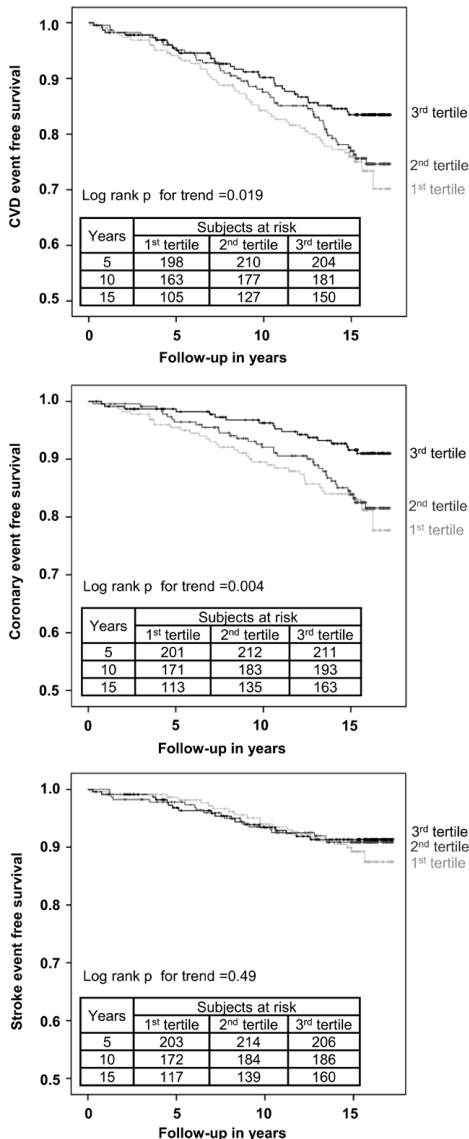 CVD event free survival
1.0
0.9
0.8
0.7
0.6
0.5
3rd tertile
2nd tertile
1st tertile
Log rank p for trend =0.019
Years Subjects at risk
1st tertile 2nd tertile 3rd tertile
5 198 210 204
10 163 177 181
15 105 127 150
0 5 10 15
Follow-up in years
Coronary event free survival
1.0
0.9
0.8
0.7
0.6
0.5
3rd tertile
2nd tertile
1st tertile
Log rank p for trend =0.004
Years Subjects at risk
1st tertile 2nd tertile 3rd tertile
5 201 212 211
10 171 183 193
15 113 135 163
0 5 10 15
Follow-up in years
Stroke event free survival
1.0
0.9
0.8
0.7
0.6
0.5
3rd tertile
2nd tertile
1st tertile
Log rank p for trend =0.49
Years Subjects at risk
1st tertile 2nd tertile 3rd tertile
5 203 214 206
10 172 184 186
15 117 139 160
0 5 10 15
Follow-up in years